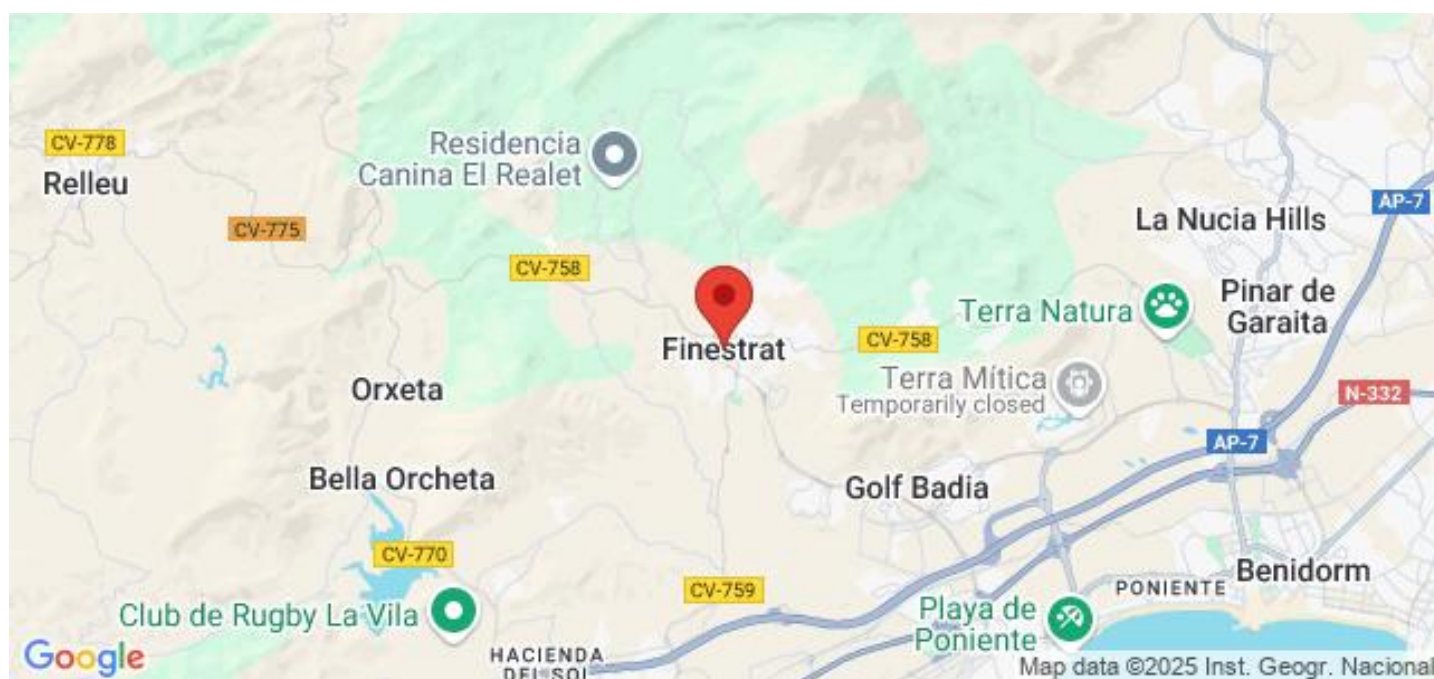 CV-778
Relleu
Residencia
Canina El Realet
CV-775
CV-758
La Nucia Hills
AP-7
Terra Natura
Pinar de
Garaita
Finestrat
CV-758
Terra Mítica
Temporarily closed
N-332
Orxeta
AP-7
Bella Orcheta
Golf Badia
CV-770
Benidorm
PONIENTE
CV-759
Club de Rugby La Vila
Playa de
Poniente
HACIENDA
DEL SOL
Google
Map data ©2025 Inst. Geogr. Nacional